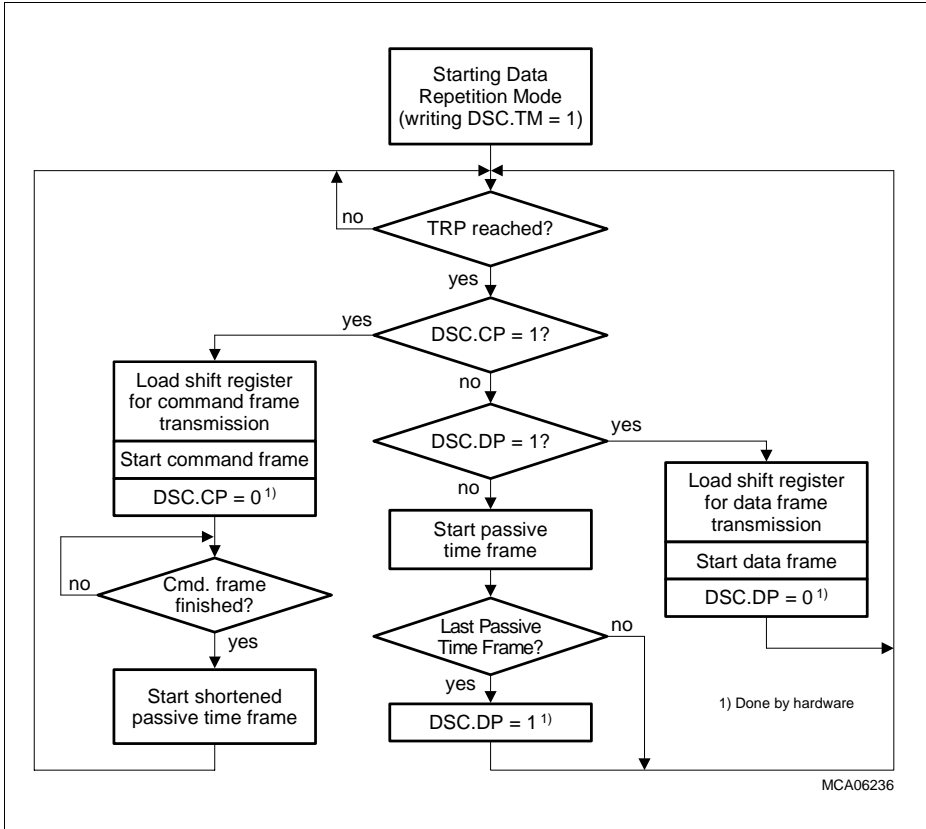 Starting Data
Repetition Mode
(writing DSC.TM = 1)
no
TRP reached?
yes
yes
DSC.CP = 1?
no
Load shift register
for command frame
transmission
Start command frame
DSC.CP = 0 1)
DSC.DP = 1?
yes
no
Load shift register
for data frame
transmission
Start data frame
DSC.DP = 0 1)
Start passive
time frame
no
Cmd. frame
finished?
yes
Last Passive
Time Frame?
no
yes
Start shortened
passive time frame
DSC.DP = 1 1)
1) Done by hardware
MCA06236